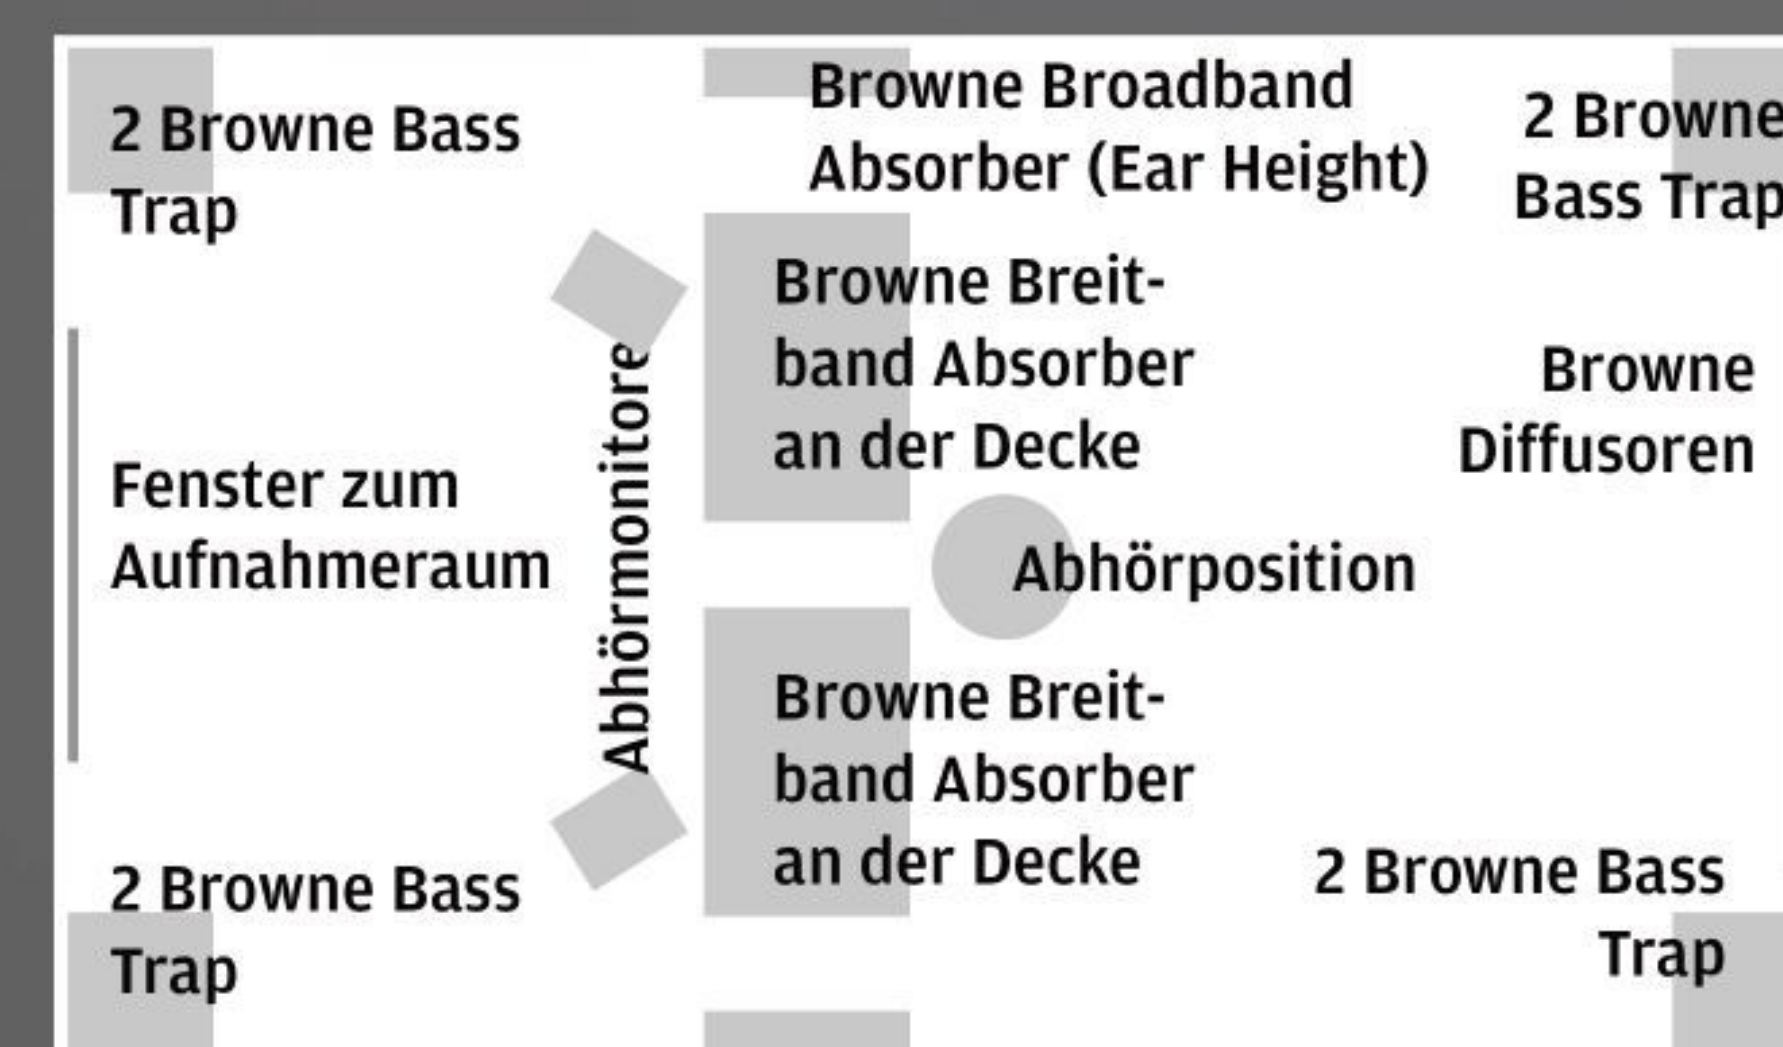 2 Browne Bass
Trap
Browne Broadband
Absorber (Ear Height)
2 Browne
Bass Trap
Browne Breit-
band Absorber
an der Decke
Browne
Diffusoren
Fenster zum
Aufnahmeraum
Abhörmonitore
Abhörposition
Browne Breit-
band Absorber
an der Decke
2 Browne Bass
Trap
2 Browne Bass
Trap